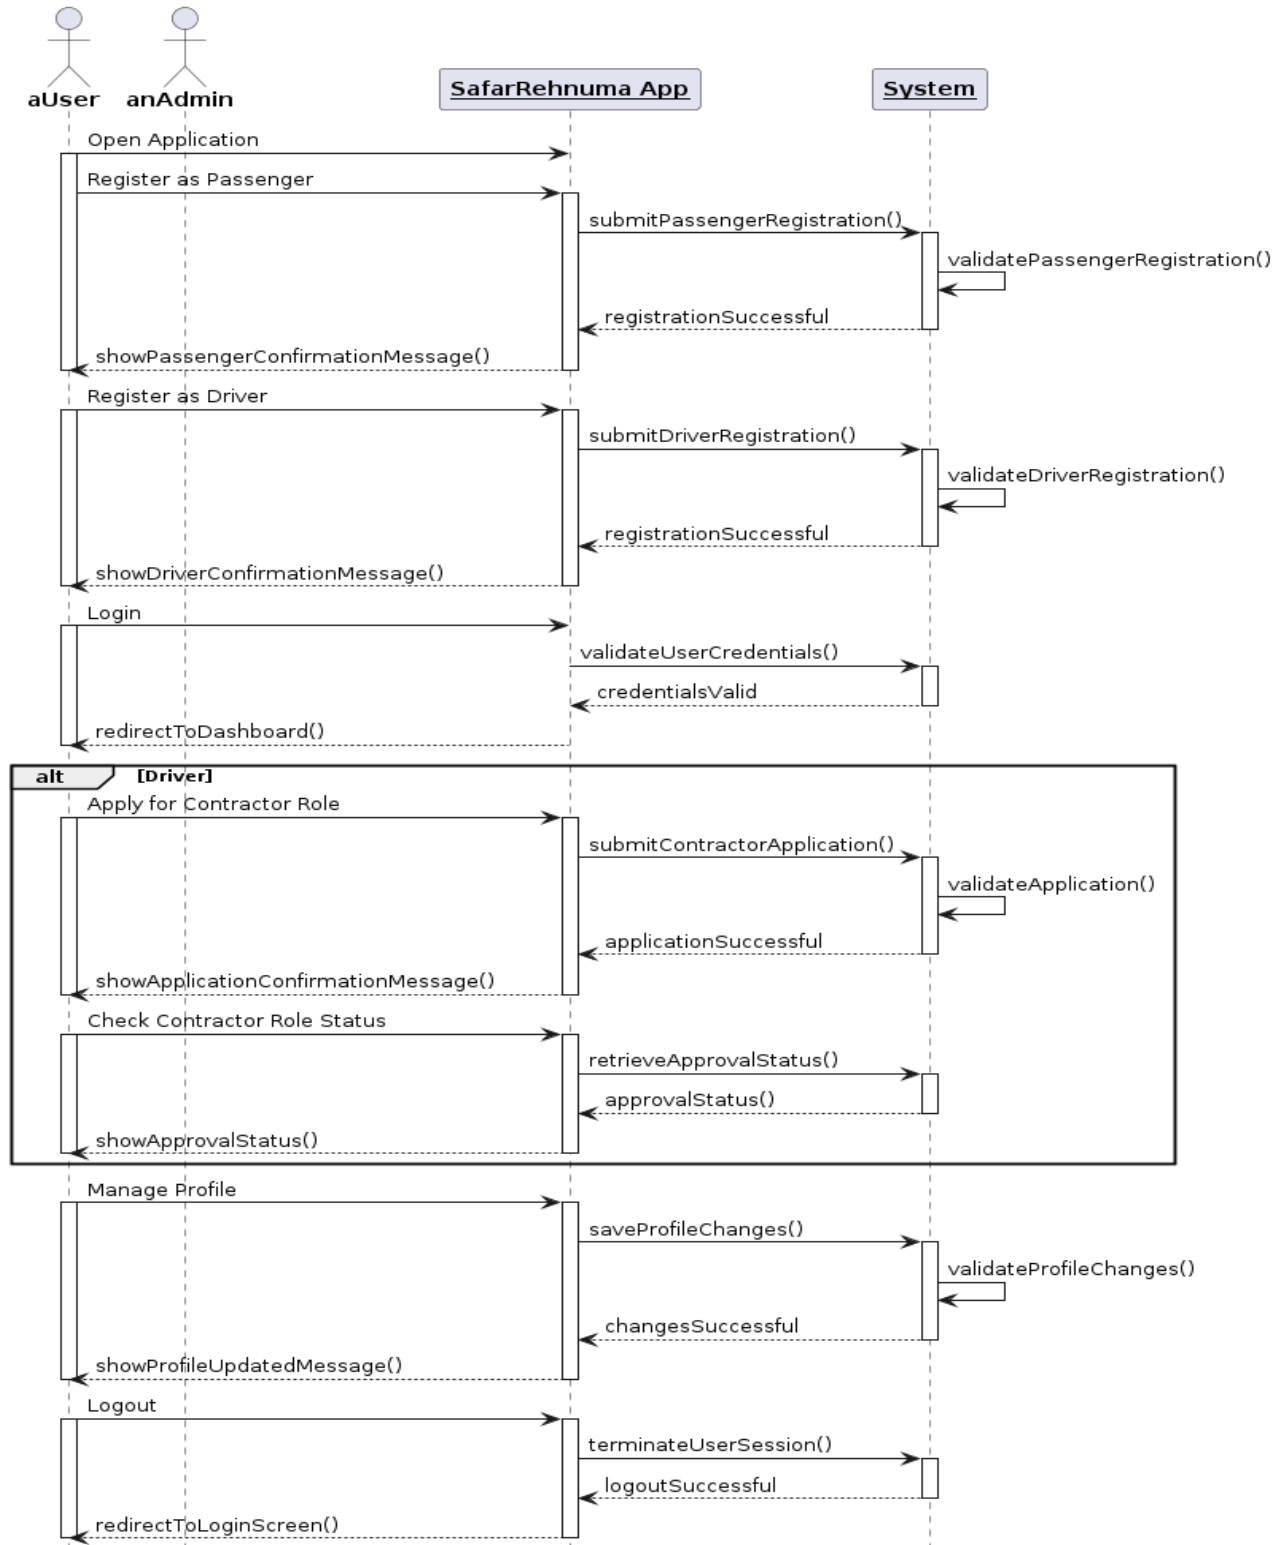 aUser
anAdmin
SafarRehnuma App
System
Open Application
Register as Passenger
submitPassengerRegistration()
validatePassengerRegistration()
registrationSuccessful
showPassengerConfirmationMessage()
Register as Driver
submitDriverRegistration()
validateDriverRegistration()
registrationSuccessful
showDriverConfirmationMessage()
Login
validateUserCredentials()
credentialsValid
redirectToDashboard()
alt [Driver]
Apply for Contractor Role
submitContractorApplication()
validateApplication()
applicationSuccessful
showApplicationConfirmationMessage()
Check Contractor Role Status
retrieveApprovalStatus()
approvalStatus()
showApprovalStatus()
Manage Profile
saveProfileChanges()
validateProfileChanges()
changesSuccessful
showProfileUpdatedMessage()
Logout
terminateUserSession()
logoutSuccessful
redirectToLoginScreen()